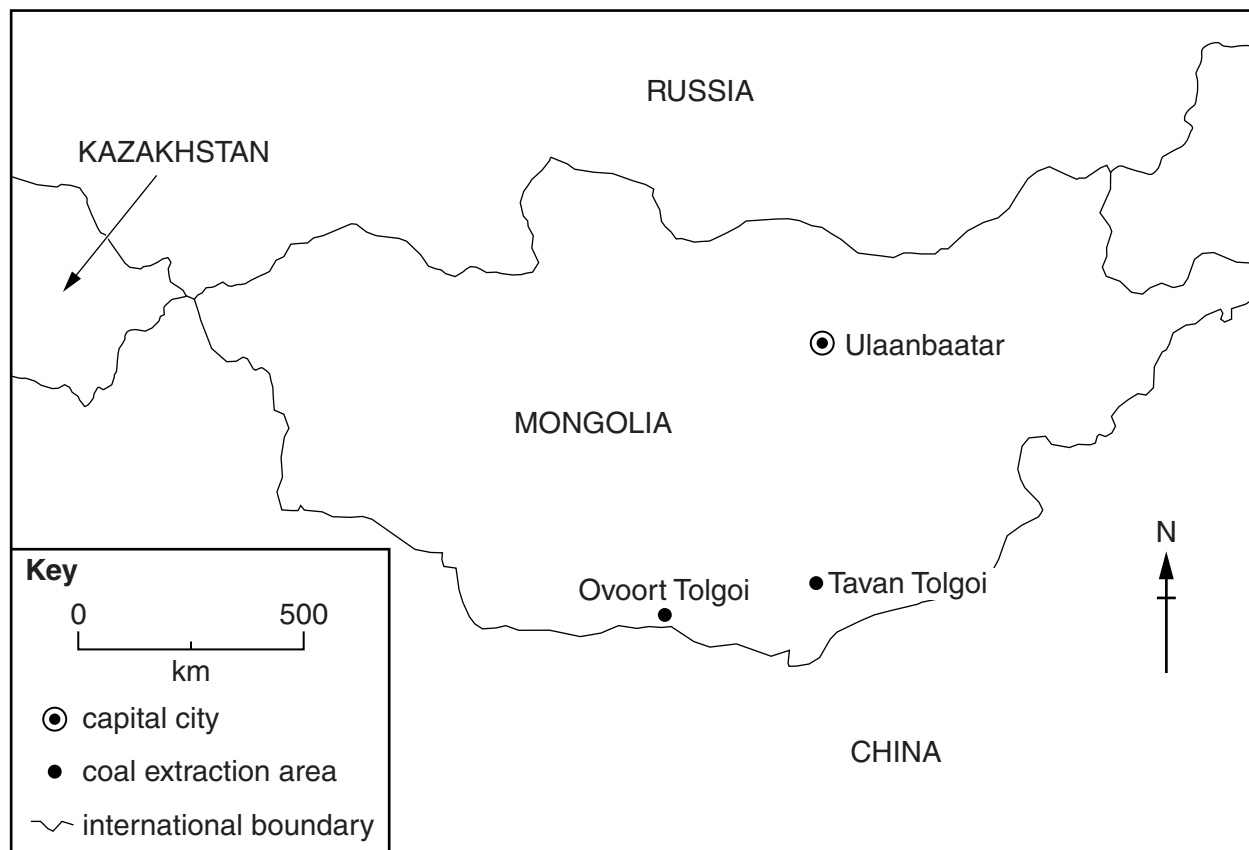 RUSSIA
KAZAKHSTAN
Ulaanbaatar
MONGOLIA
N
Ovoort Tolgoi
Tavan Tolgoi
CHINA
Key
0 500
km
capital city
coal extraction area
international boundary